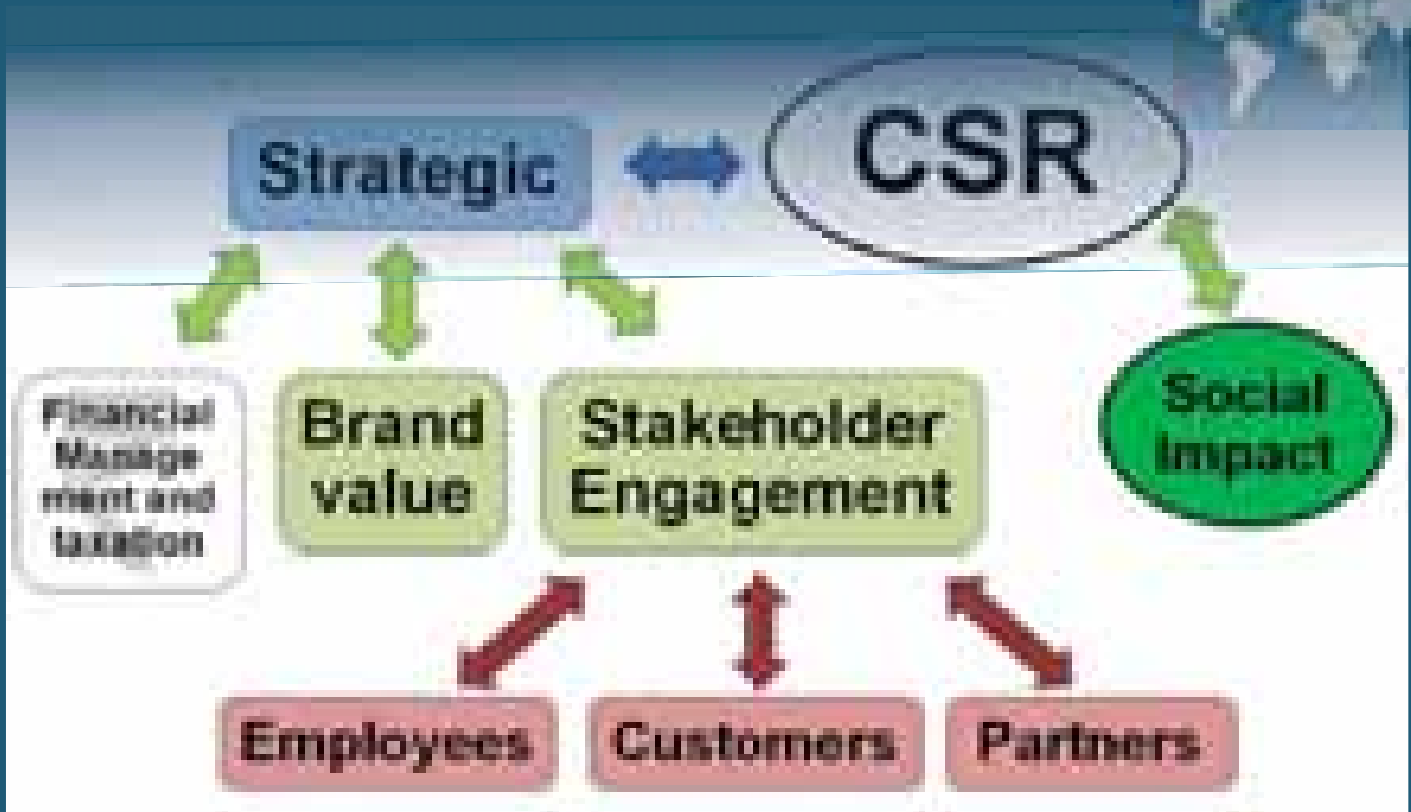 Strategic
CSR
Financial
Manage
ment and
taxation
Brand
value
Stakeholder
Engagement
Social
Impact
Employees
Customers
Partners